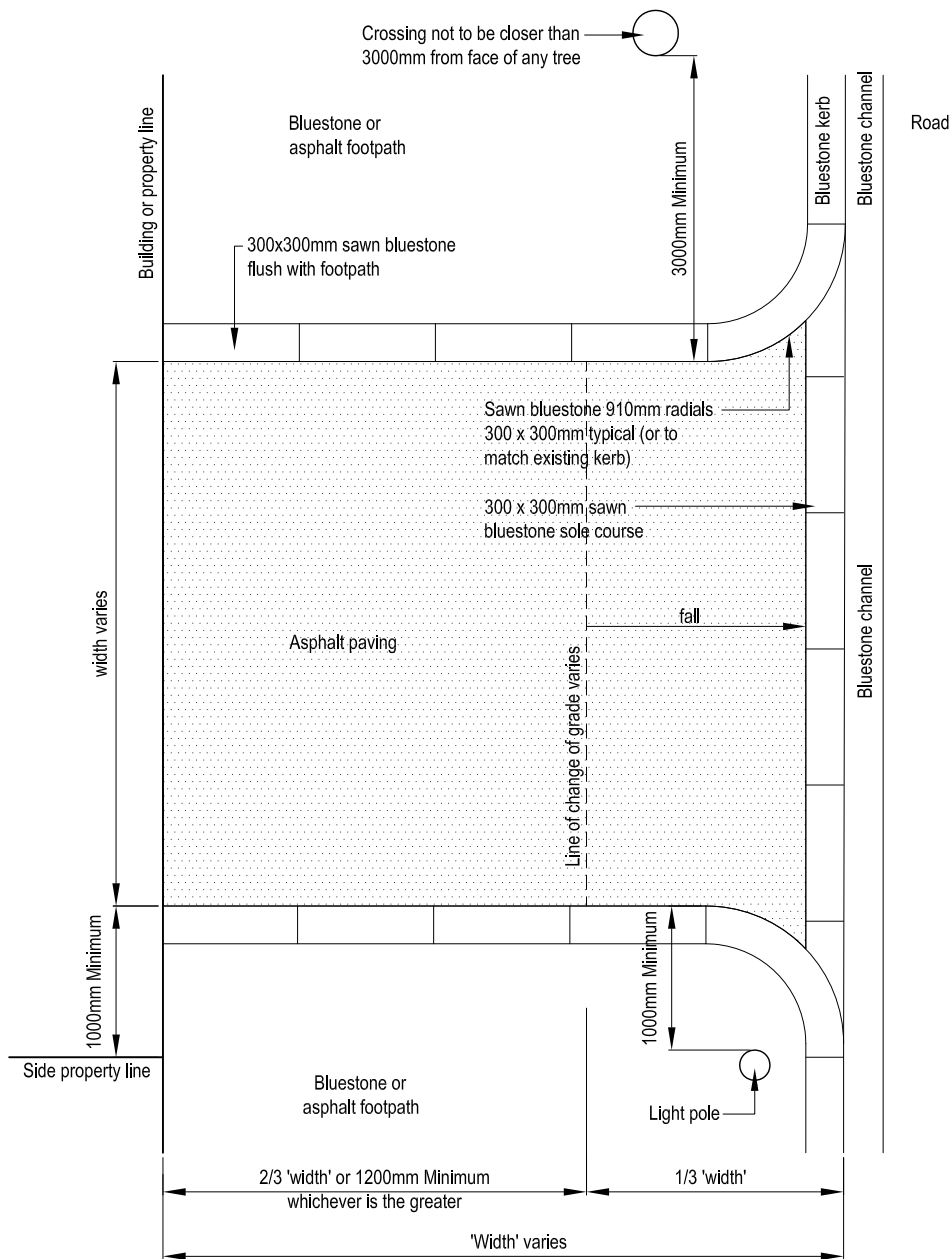 Crossing not to be closer than
3000mm from face of any tree
Building or property line
Bluestone or
asphalt footpath
3000mm Minimum
Bluestone kerb
Bluestone channel
Road
300x300mm sawn bluestone
flush with footpath
Sawn bluestone 910mm radials
300 x 300mm typical (or to
match existing kerb)
300 x 300mm sawn
bluestone sole course
fall
width varies
Asphalt paving
Line of change of grade varies
Bluestone channel
1000mm Minimum
1000mm Minimum
Side property line
Bluestone or
asphalt footpath
Light pole
2/3 'width' or 1200mm Minimum
whichever is the greater
1/3 'width'
'Width' varies